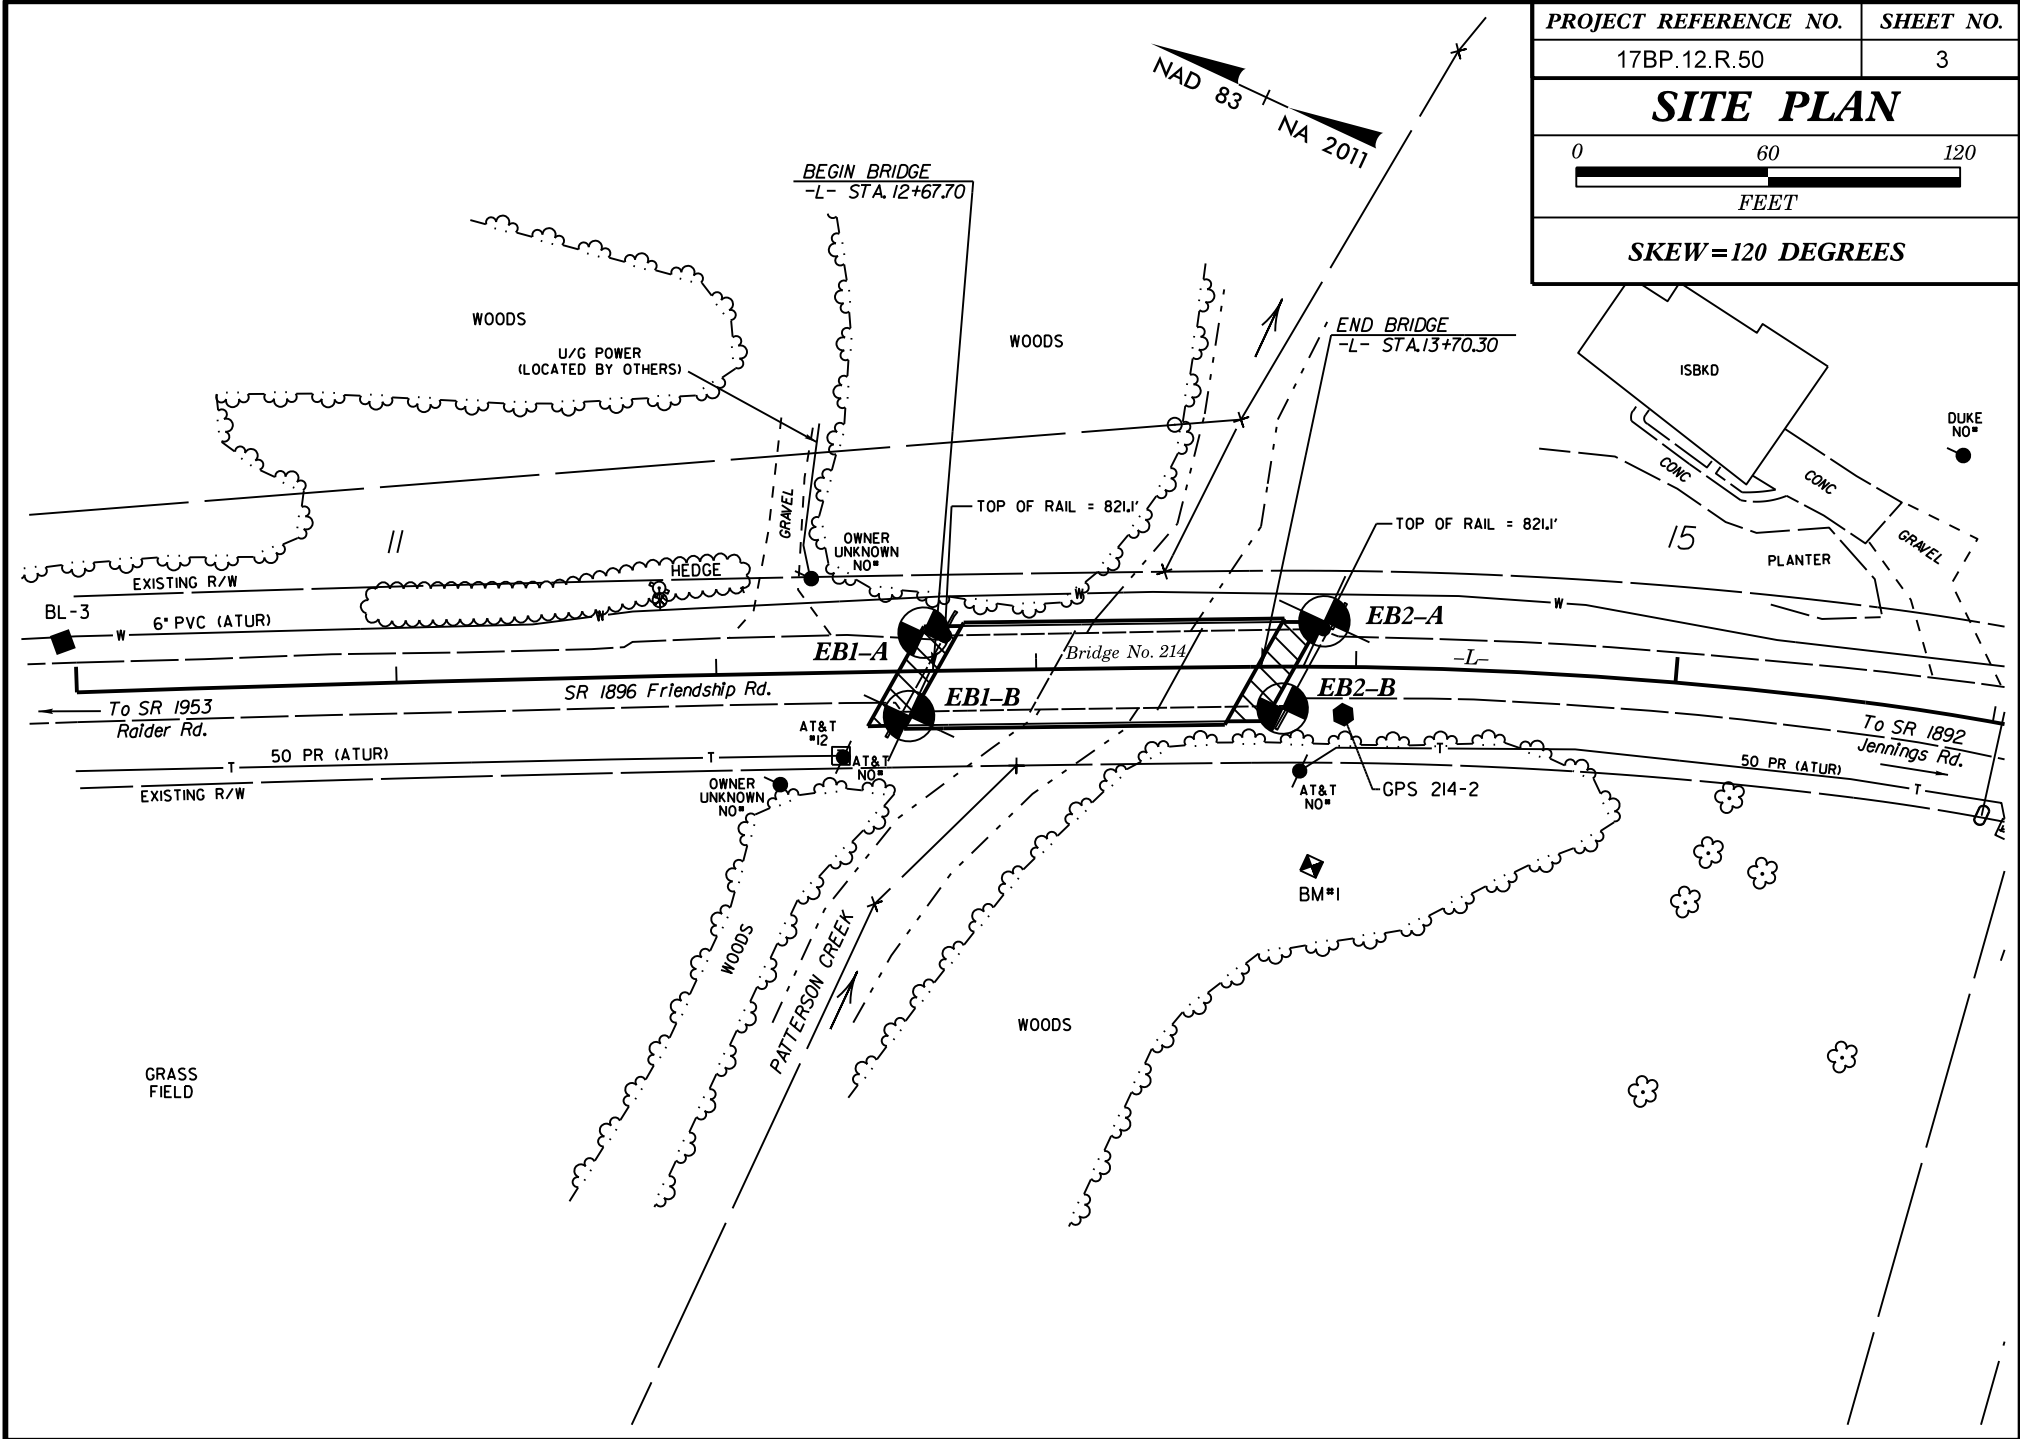 PROJECT REFERENCE NO.
SHEET NO.
17BP.12.R.50
3
SITE PLAN
0 60 120
FEET
SKEW=120 DEGREES
NAD 83
NA 2011
BEGIN BRIDGE
-L- STA.12+67.70
WOODS
U/G POWER
(LOCATED BY OTHERS)
WOODS
END BRIDGE
-L- STA.13+70.30
ISBKD
DUKE
NO"
CONC
CONC
GRAVEL
TOP OF RAIL = 821.1'
TOP OF RAIL = 821.1'
11
OWNER
UNKNOWN
NO"
15
GRAVEL
PLANTER
HEDGE
EXISTING R/W
BL-3
6" PVC (ATUR)
W
W
W
W
EB1-A
EB2-A
Bridge No. 214
-L-
SR 1896 Friendship Rd.
EB1-B
EB2-B
To SR 1953
Raider Rd.
To SR 1892
Jennings Rd.
AT&T
"12
50 PR (ATUR)
T
T
T
T
50 PR (ATUR)
AT&T
NO"
EXISTING R/W
OWNER
UNKNOWN
NO"
AT&T
NO"
GPS 214-2
BM"1
WOODS
PATTERSON CREEK
WOODS
GRASS
FIELD